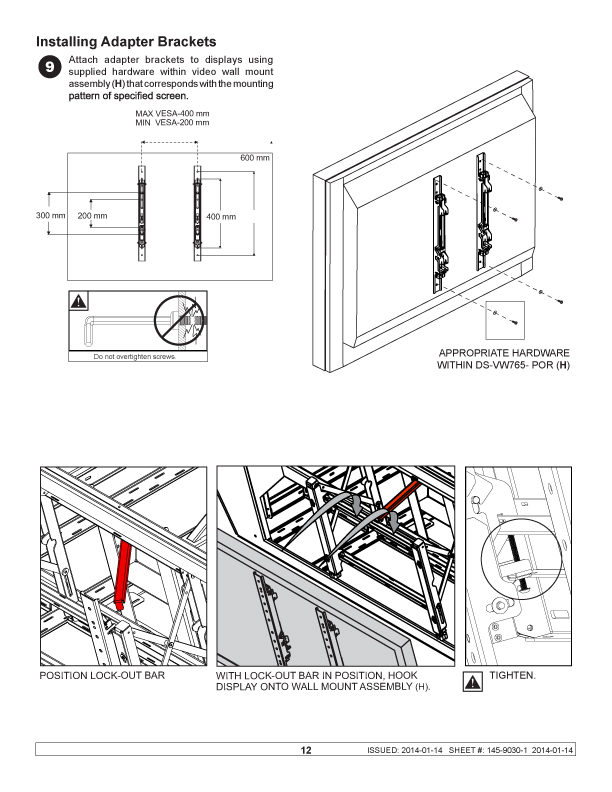 Installing Adapter Brackets
9
Attach adapter brackets to displays using
supplied hardware within video wall mount
assembly (H) that corresponds with the mounting
pattern of specified screen.
MAX VESA-400 mm
MIN VESA-200 mm
600 mm
300 mm
200 mm
400 mm
Do not overtighten screws.
APPROPRIATE HARDWARE
WITHIN DS-VW765- POR (H)
POSITION LOCK-OUT BAR
WITH LOCK-OUT BAR IN POSITION, HOOK
DISPLAY ONTO WALL MOUNT ASSEMBLY (H).
TIGHTEN.
12
ISSUED: 2014-01-14 SHEET #: 145-9030-1 2014-01-14